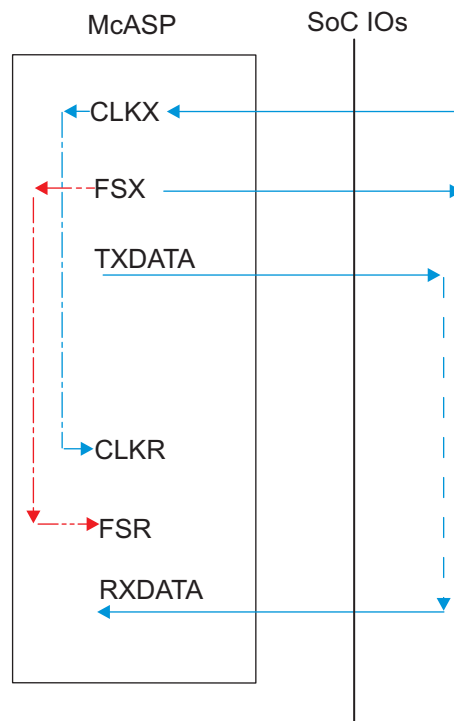 McASP
SoC IOs
CLKX
FSX
TXDATA
CLKR
FSR
RXDATA